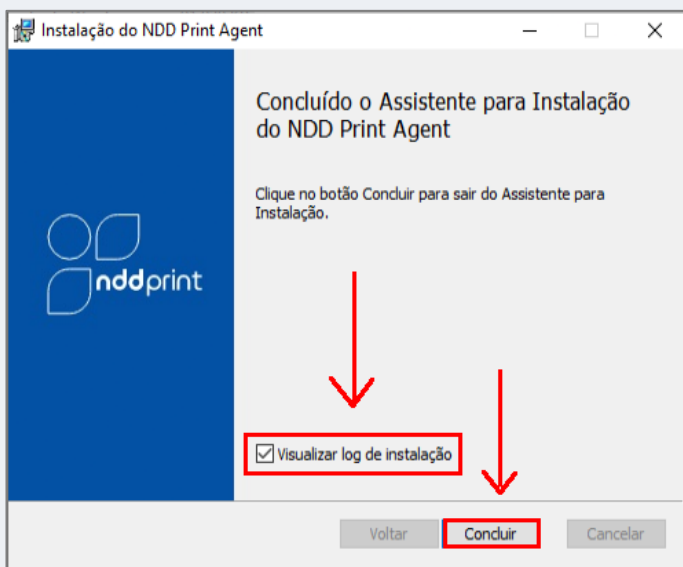 Instalação do NDD Print Agent
Concluído o Assistente para Instalação
do NDD Print Agent
Clique no botão Concluir para sair do Assistente para
Instalação.
nddprint
Visualizar log de instalação
Voltar
Concluir
Cancelar